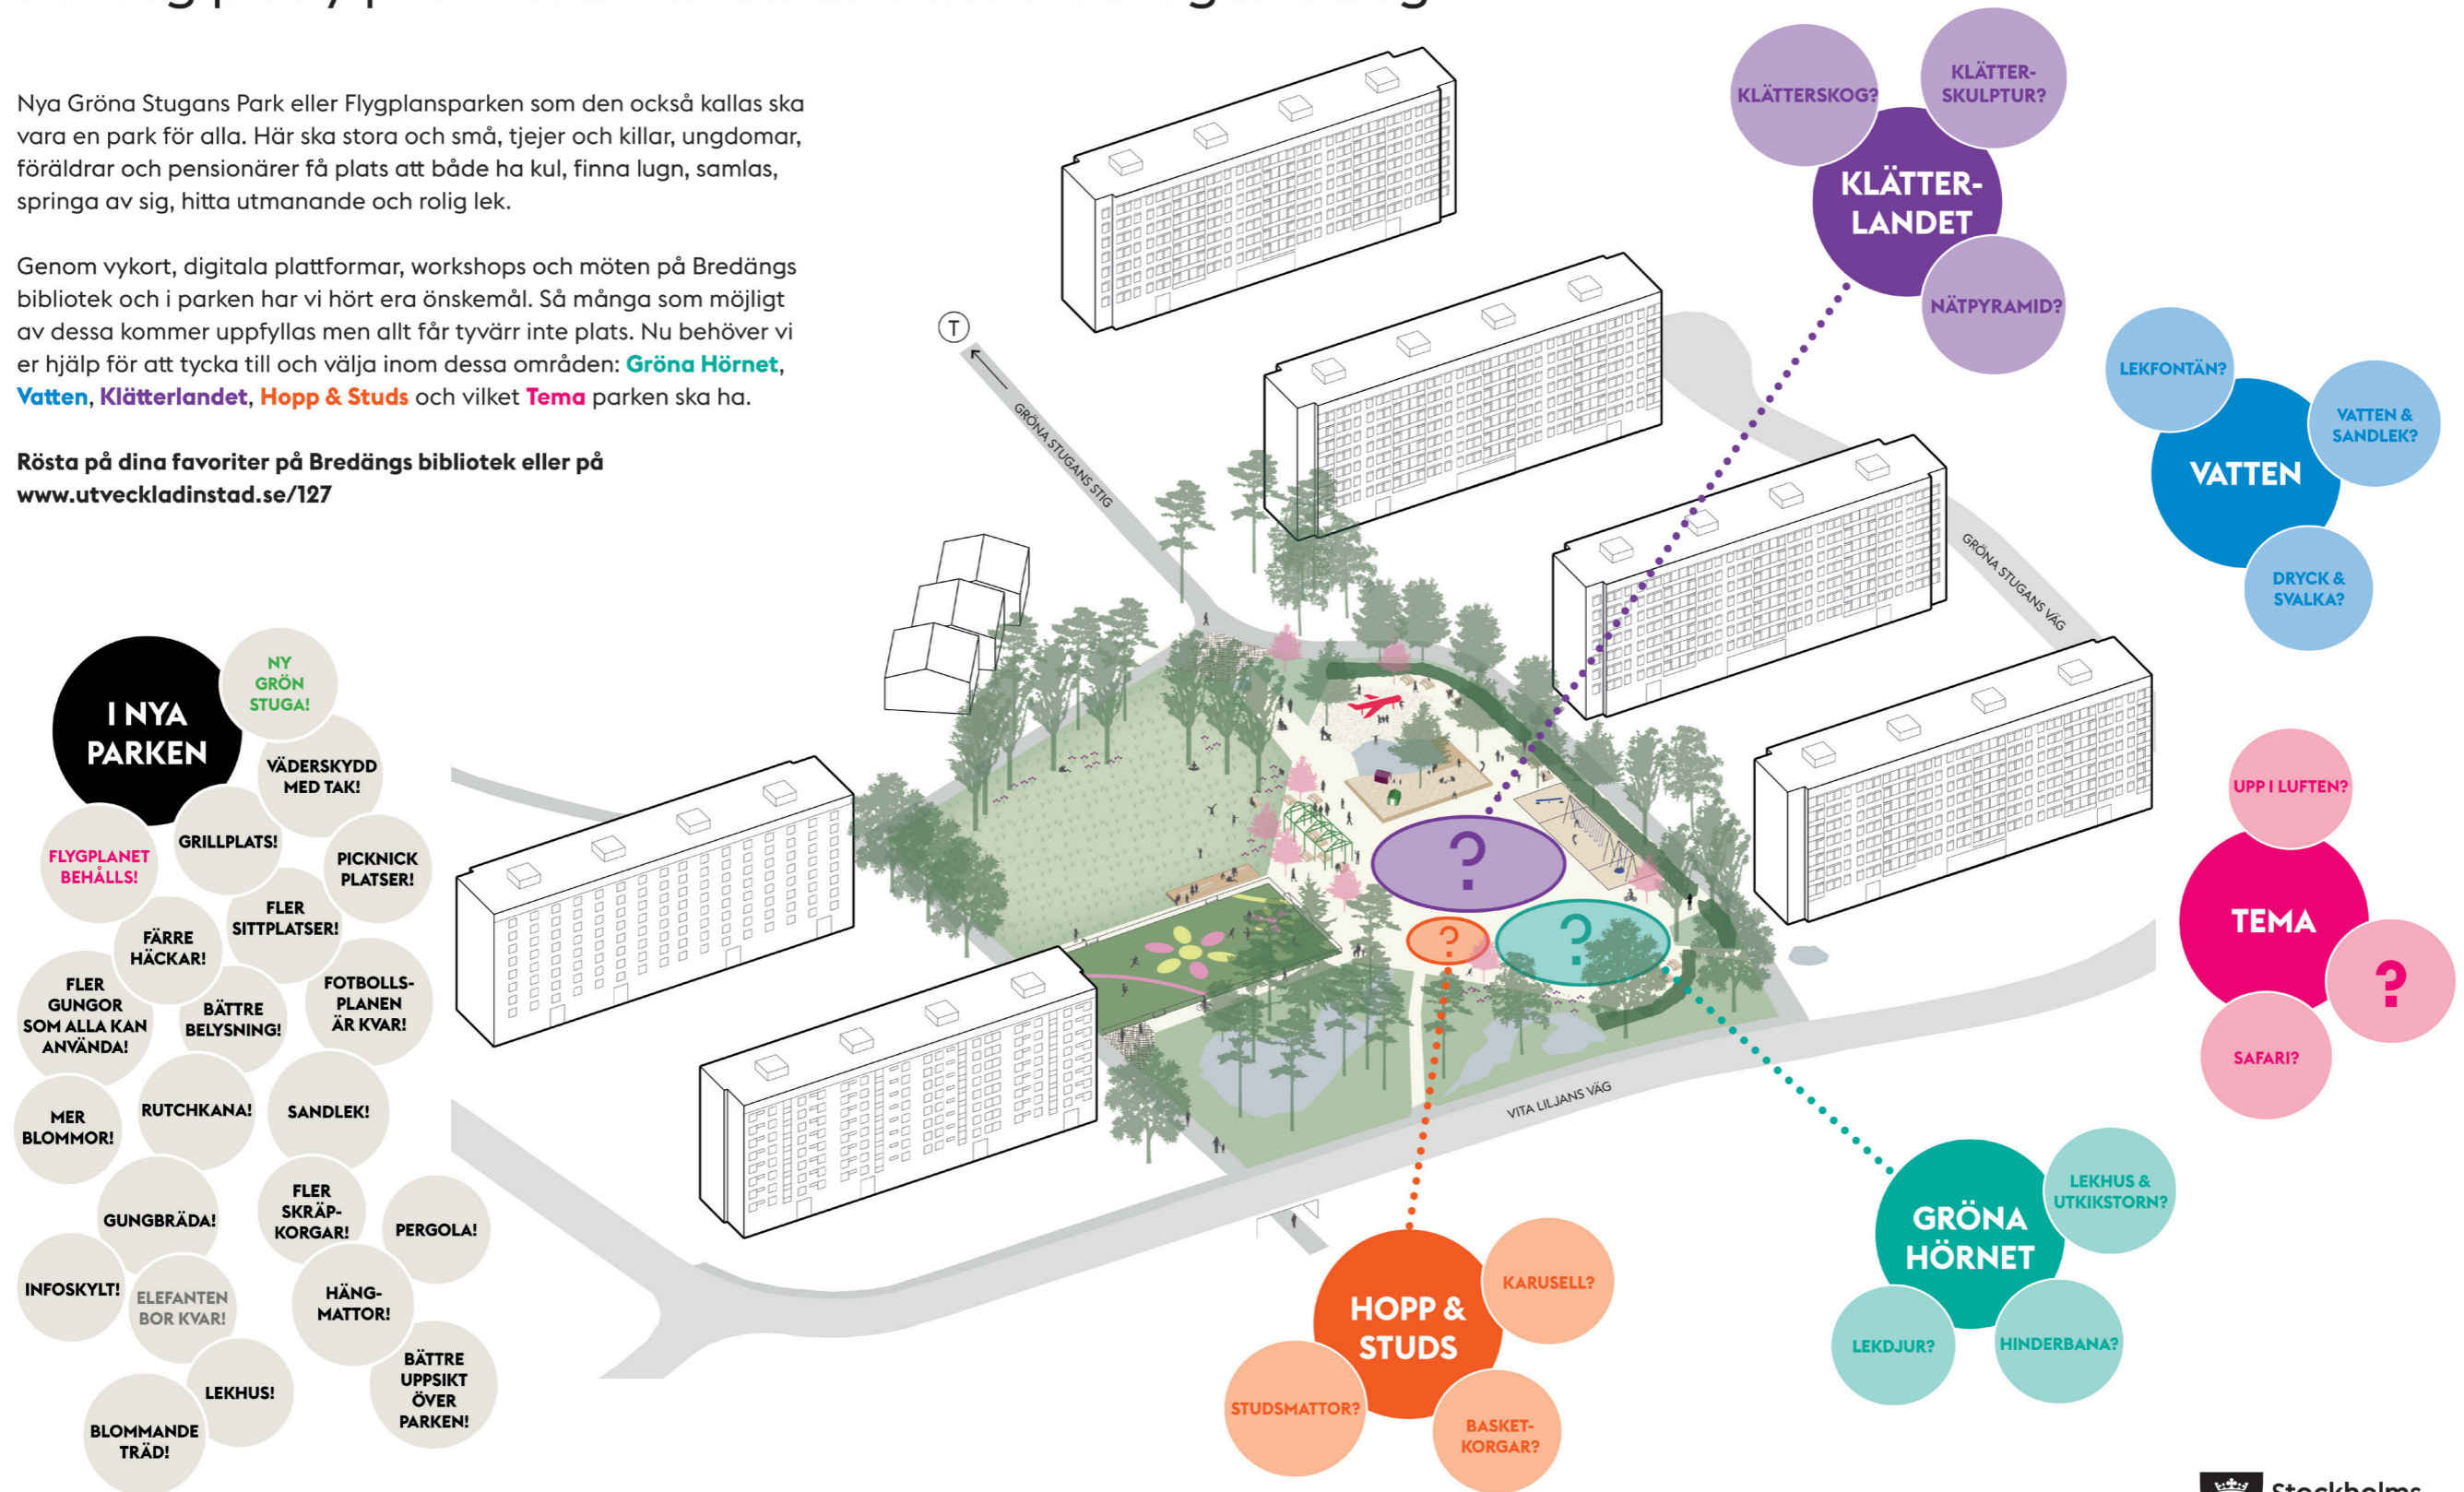 Nya Gröna Stugans Park eller Flygplansparken som den också kallas ska
vara en park för alla. Här ska stora och små, tjejer och killar, ungdomar,
föräldrar och pensionärer få plats att både ha kul, finna lugn, samlas,
springa av sig, hitta utmanande och rolig lek.
Genom vykort, digitala plattformar, workshops och möten på Bredängs
bibliotek och i parken har vi hört era önskemål. Så många som möjligt
av dessa kommer uppfyllas men allt får tyvärr inte plats. Nu behöver vi
er hjälp för att tycka till och välja inom dessa områden: Gröna Hörnet,
Vatten, Klätterlandet, Hopp & Studs och vilket Tema parken ska ha.
Rösta på dina favoriter på Bredängs bibliotek eller på
www.utveckladinstad.se/127
I NYA
PARKEN
NY
GRÖN
STUGA!
VÄDERSKYDD
MED TAK!
FLYGPLANET
BEHÅLLS!
GRILLPLATS!
PICKNICK
PLATSER!
FÄRRE
HÄCKAR!
FLER
SITTPLATSER!
FLER
GUNGOR
SOM ALLA KAN
ANVÄNDA!
BÄTTRE
BELYSNING!
FOTBOLLS-
PLANEN
ÄR KVAR!
MER
BLOMMOR!
RUTCHKANA!
SANDLEK!
GUNGBRÄDA!
FLER
SKRÄP-
KORGAR!
PERGOLA!
INFOSKYLT!
ELEFANTEN
BOR KVAR!
HÄNG-
MATTOR!
LEKHUS!
BÄTTRE
UPPSIKT
ÖVER
PARKEN!
BLOMMANDE
TRÄD!
T
GRÖNA STUGANS STIG
GRÖNA STUGANS VÄG
VITA LILJANS VÄG
?
?
?
KLÄTTERSKOG?
KLÄTTER-
SKULPTUR?
KLÄTTER-
LANDET
NÄTPYRAMID?
LEKFONTÄN?
VATTEN &
SANDLEK?
VATTEN
DRYCK &
SVALKA?
UPP I LUFTEN?
TEMA
?
SAFARI?
GRÖNA
HÖRNET
LEKHUS &
UTKIKSTORN?
LEKDJUR?
HINDERBANA?
HOPP &
STUDS
KARUSELL?
STUDSMATTOR?
BASKET-
KORGAR?
Stockholms